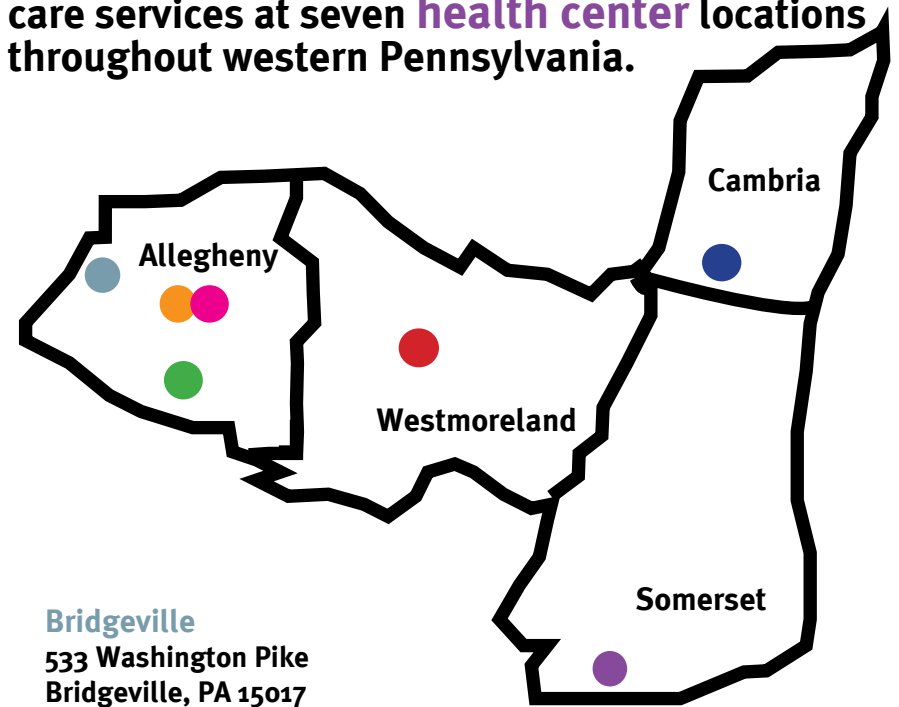 care services at seven health center locations
throughout western Pennsylvania.
Cambria
Allegheny
Westmoreland
Somerset
Bridgeville
533 Washington Pike
Bridgeville, PA 15017